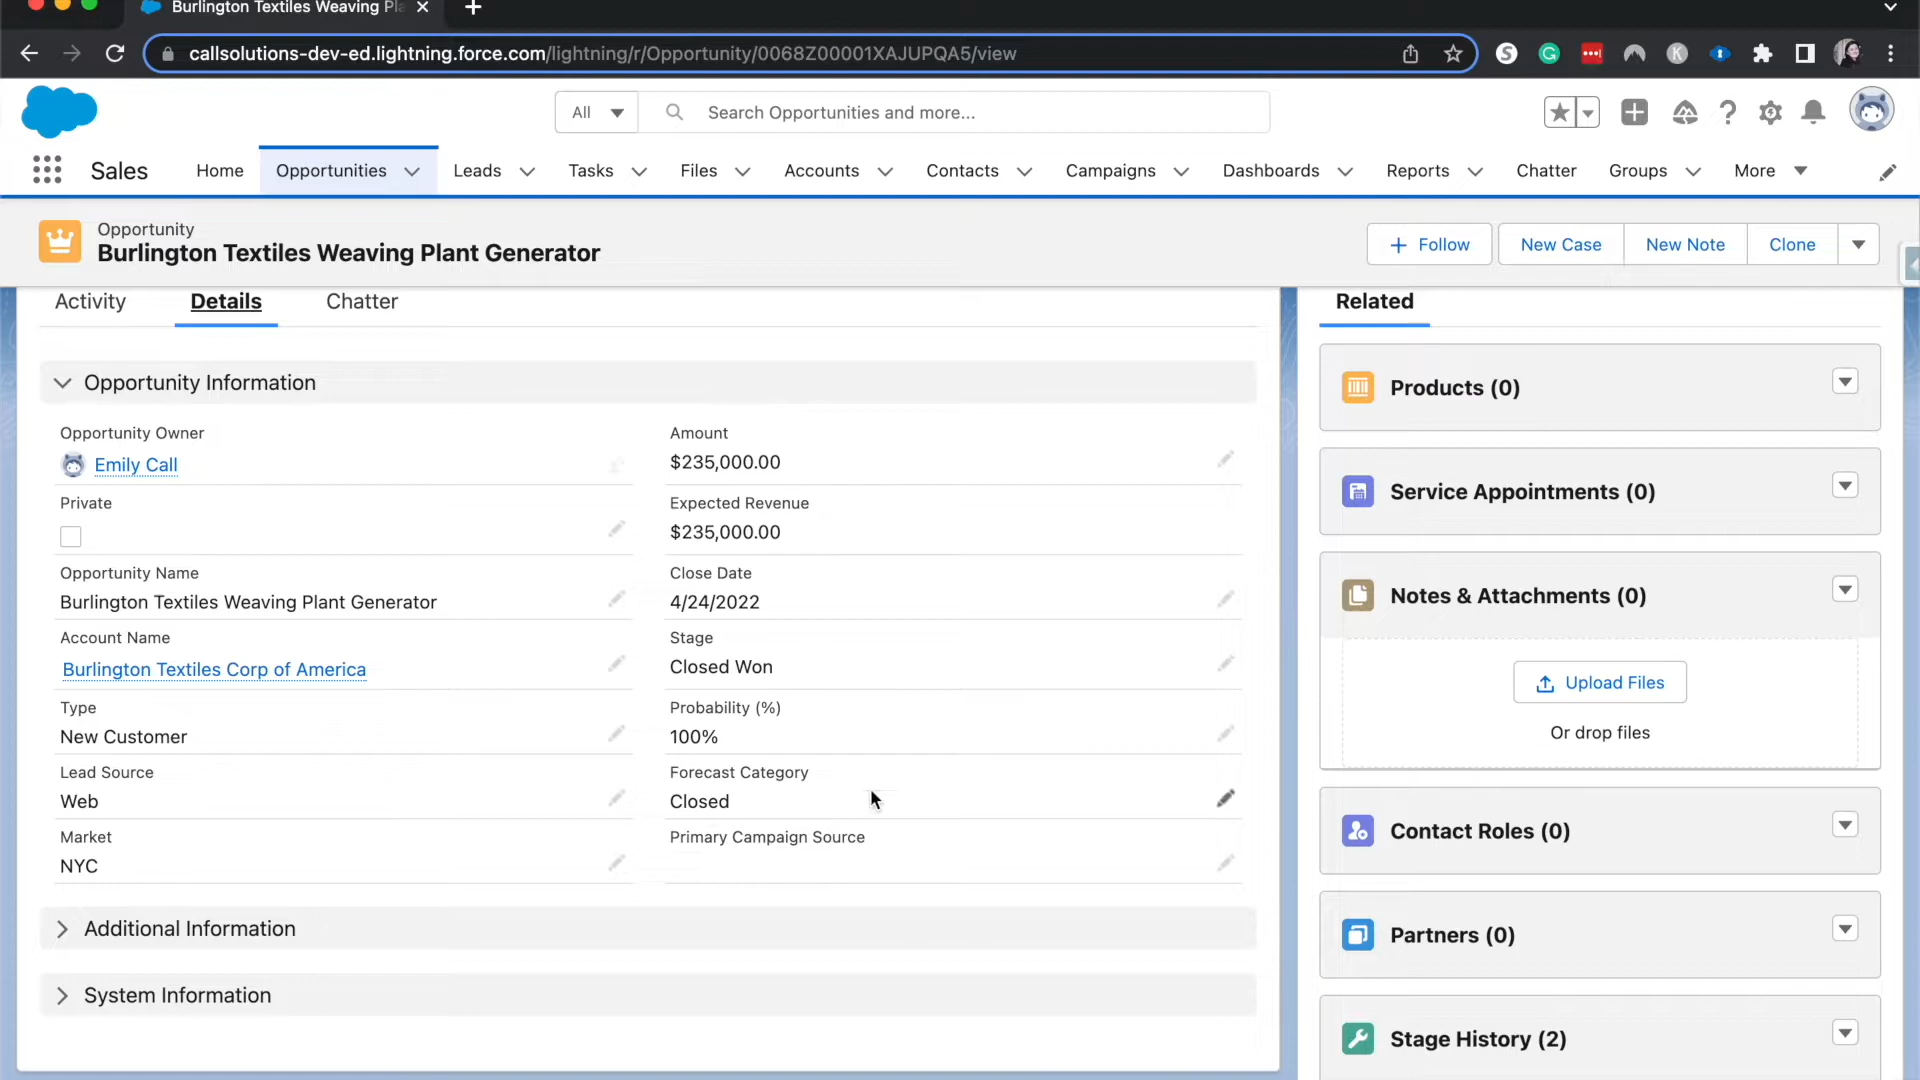 Burlington Textiles Weaving Pla
callsolutions-dev-ed.lightning.force.com/lightning/r/Opportunity/0068Z00001XAJUPQA5/view
All
Search Opportunities and more...
Sales
Home
Opportunities
Leads
Tasks
Files
Accounts
Contacts
Campaigns
Dashboards
Reports
Chatter
Groups
More
Opportunity
Burlington Textiles Weaving Plant Generator
+ Follow
New Case
New Note
Clone
Activity
Details
Chatter
Opportunity Information
Opportunity Owner
Emily Call
Private
Opportunity Name
Burlington Textiles Weaving Plant Generator
Account Name
Burlington Textiles Corp of America
Type
New Customer
Lead Source
Web
Market
NYC
Amount
$235,000.00
Expected Revenue
$235,000.00
Close Date
4/24/2022
Stage
Closed Won
Probability (%)
100%
Forecast Category
Closed
Primary Campaign Source
Additional Information
System Information
Related
Products (0)
Service Appointments (0)
Notes & Attachments (0)
Upload Files
Or drop files
Contact Roles (0)
Partners (0)
Stage History (2)